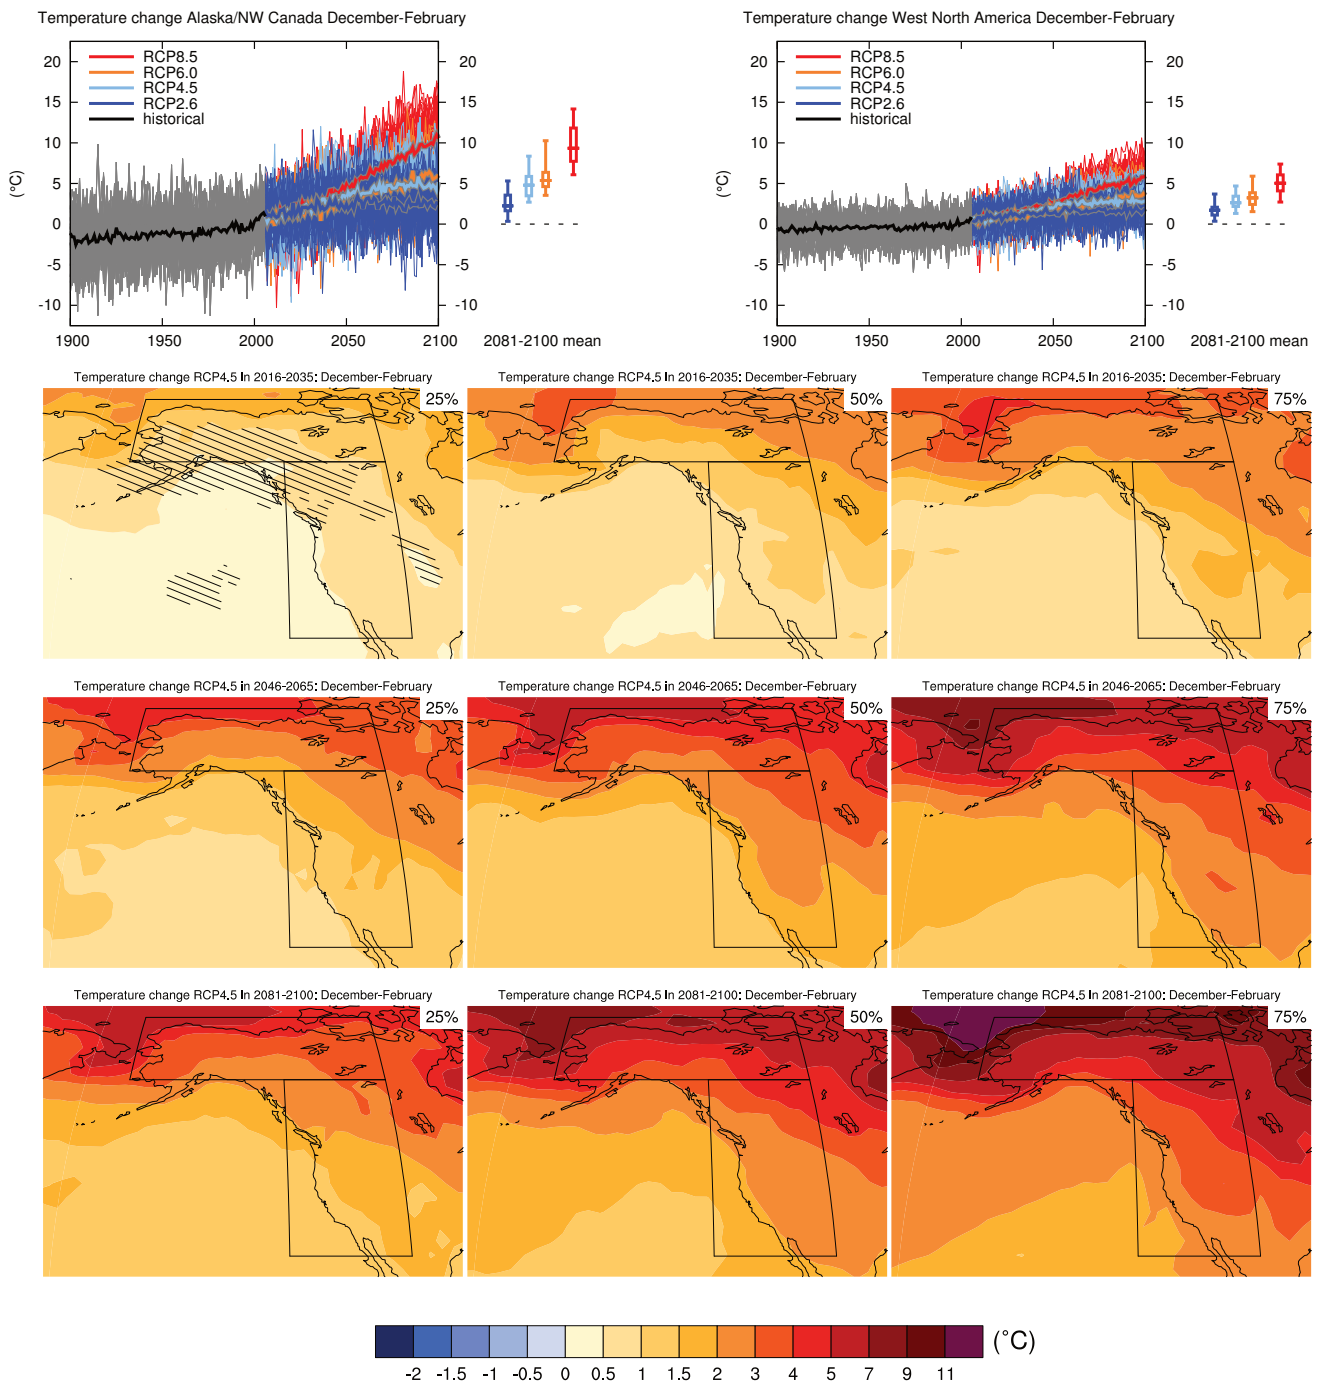 Temperature change Alaska/NW Canada December-February
Temperature change West North America December-February
(°C)
20
15
10
5
0
-5
-10
RCP8.5
RCP6.0
RCP4.5
RCP2.6
historical
20
15
10
5
0
-5
-10
1900 1950 2000 2050 2100
2081-2100 mean
(°C)
20
15
10
5
0
-5
-10
RCP8.5
RCP6.0
RCP4.5
RCP2.6
historical
20
15
10
5
0
-5
-10
1900 1950 2000 2050 2100
2081-2100 mean
Temperature change RCP4.5 in 2016-2035: December-February
25%
Temperature change RCP4.5 in 2016-2035: December-February
50%
Temperature change RCP4.5 in 2016-2035: December-February
75%
Temperature change RCP4.5 in 2046-2065: December-February
25%
Temperature change RCP4.5 in 2046-2065: December-February
50%
Temperature change RCP4.5 in 2046-2065: December-February
75%
Temperature change RCP4.5 in 2081-2100: December-February
25%
Temperature change RCP4.5 in 2081-2100: December-February
50%
Temperature change RCP4.5 in 2081-2100: December-February
75%
(°C)
-2 -1.5 -1 -0.5 0 0.5 1 1.5 2 3 4 5 7 9 11